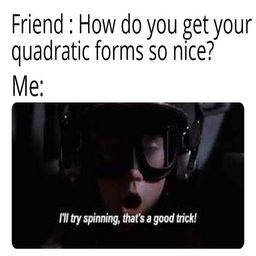 Friend : How do you get your
quadratic forms so nice?
Me:
I'll try spinning, that's a good trick!